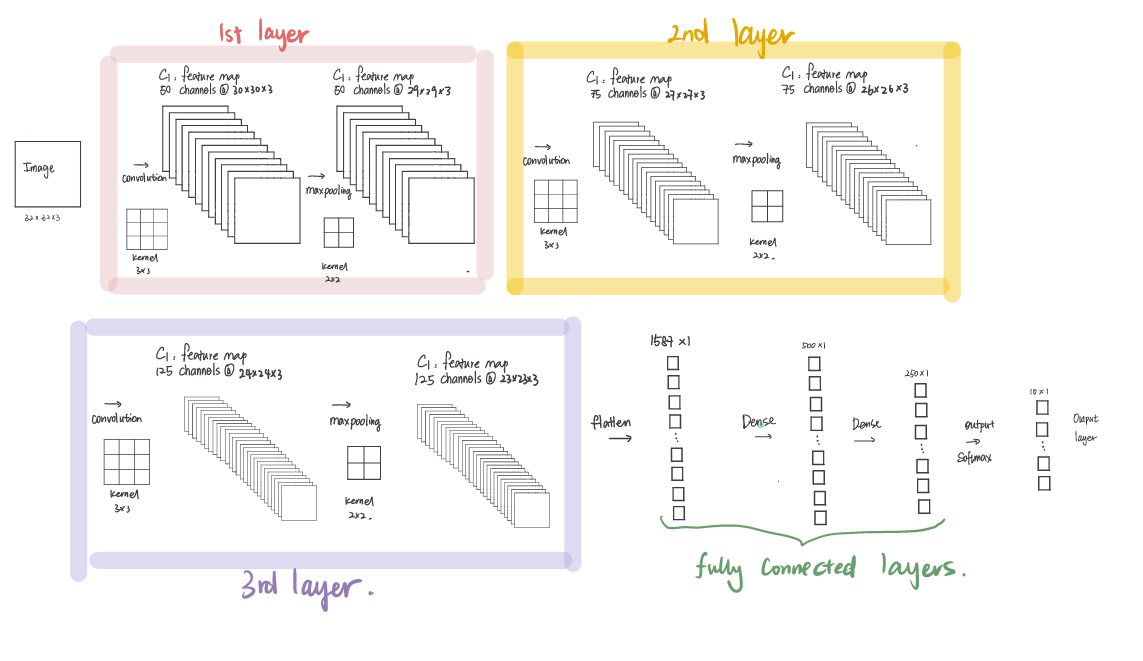 1st layer
2nd layer
C1: feature map
50 channels @ 30×30×3
C1: feature map
50 channels @ 29×29×3
C1: feature map
75 channels @ 27×27×3
C1: feature map
75 channels @ 26×26×3
Image
32×32×3
convolution
kernel
3×3
maxpooling
kernel
2×2
convolution
kernel
3×3
maxpooling
kernel
2×2.
C1: feature map
125 channels @ 24×24×3
C1: feature map
125 channels @ 23×23×3
convolution
kernel
3×3
maxpooling
kernel
2×2.
3rd layer.
flatten
1587 ×1
Dense
500 ×1
Dense
250×1
output
Softmax
10×1
Output
layer
fully connected layers.